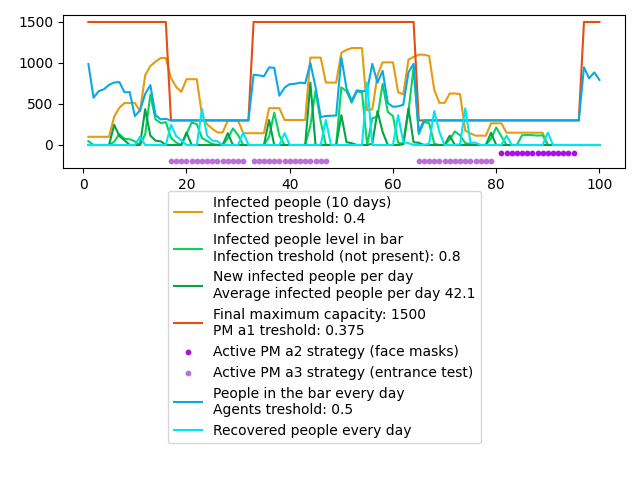 1500
1000
500
0
0
20
40
60
80
100
Infected people (10 days)
Infection treshold: 0.4
Infected people level in bar
Infection treshold (not present): 0.8
New infected people per day
Average infected people per day 42.1
Final maximum capacity: 1500
PM a1 treshold: 0.375
Active PM a2 strategy (face masks)
Active PM a3 strategy (entrance test)
People in the bar every day
Agents treshold: 0.5
Recovered people every day